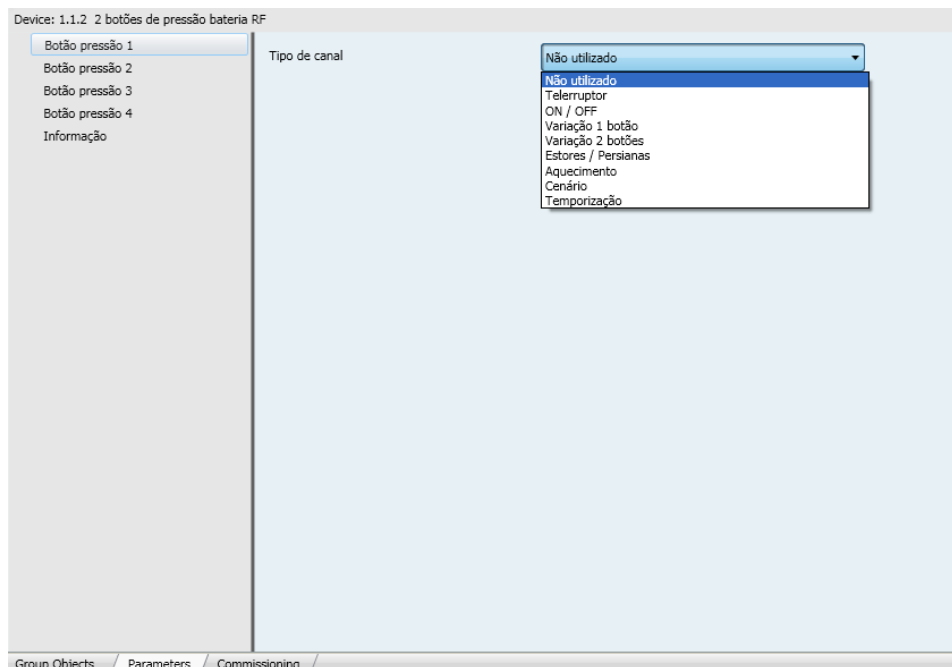 Device: 1.1.2 2 botões de pressão bateria RF
Botão pressão 1
Botão pressão 2
Botão pressão 3
Botão pressão 4
Informação
Tipo de canal
Não utilizado
Não utilizado
Telerruptor
ON / OFF
Variação 1 botão
Variação 2 botões
Estores / Persianas
Aquecimento
Cenário
Temporização
Group Objects / Parameters / Commissioning /